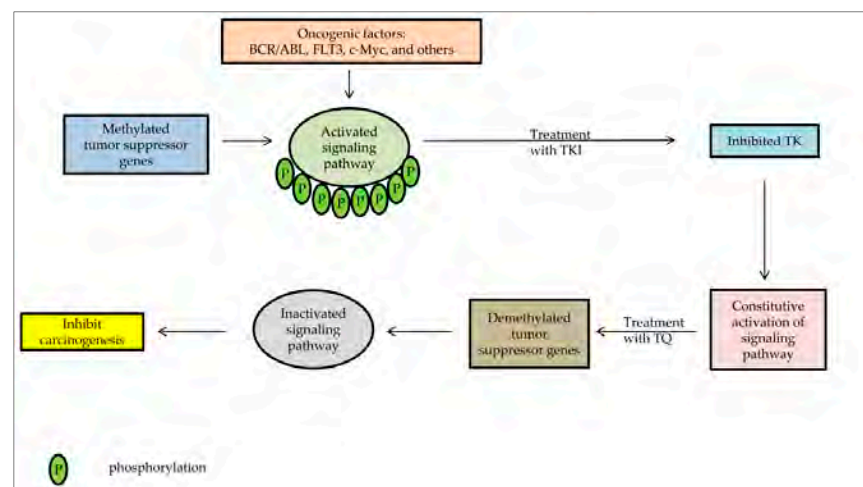 Oncogenic factors:
BCR/ABL, FLT3, c-Myc, and others
Methylated
tumor suppressor
genes
Activated
signaling
pathway
P
P
P
P
P
P
P
P
Treatment
with TKI
Inhibited TK
Constitutive
activation of
signaling
pathway
Treatment
with TQ
Demethylated
tumor
suppressor genes
Inactivated
signaling
pathway
Inhibit
carcinogenesis
P phosphorylation